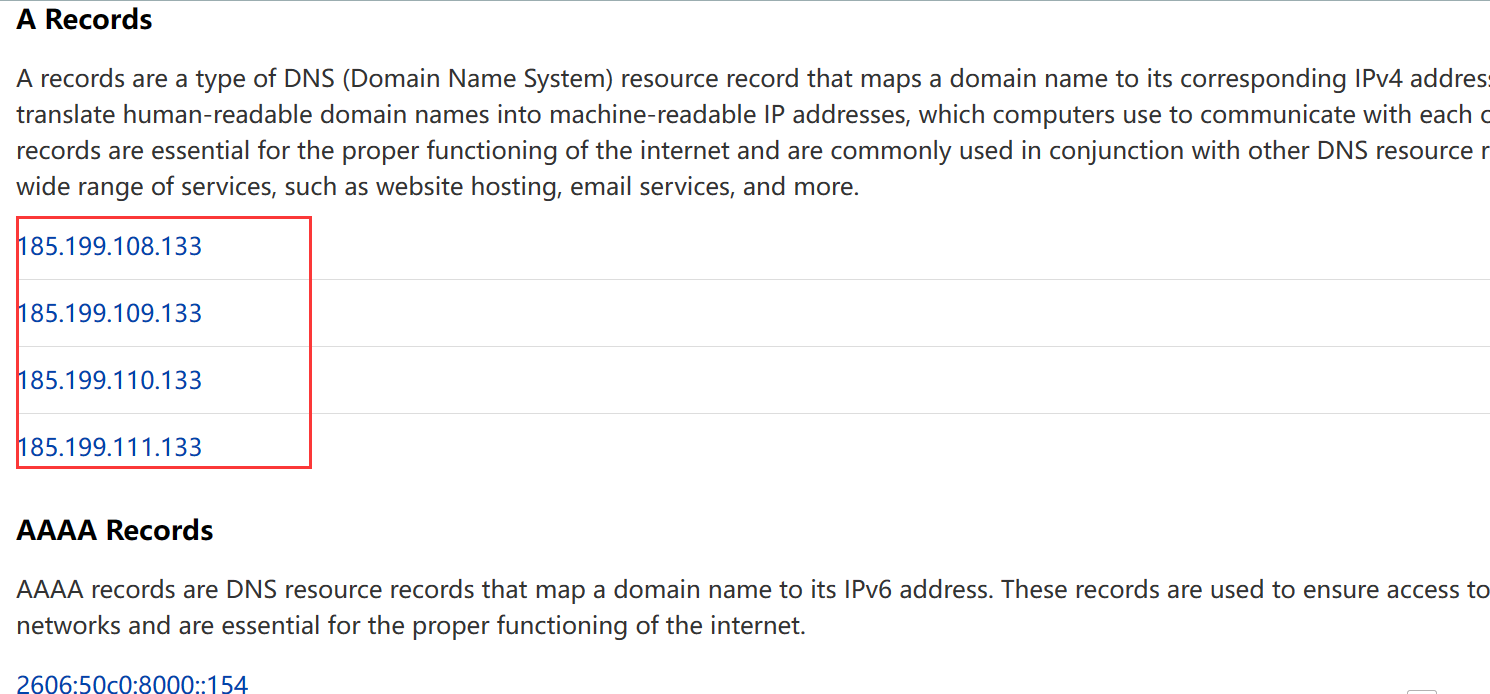 A Records
A records are a type of DNS (Domain Name System) resource record that maps a domain name to its corresponding IPv4
translate human-readable domain names into machine-readable IP addresses, which computers use to communicate with each
records are essential for the proper functioning of the internet and are commonly used in conjunction with other DNS resource
wide range of services, such as website hosting, email services, and more.
185.199.108.133
185.199.109.133
185.199.110.133
185.199.111.133
AAAA Records
AAAA records are DNS resource records that map a domain name to its IPv6 address. These records are used to ensure access to
networks and are essential for the proper functioning of the internet.
2606:50c0:8000::154